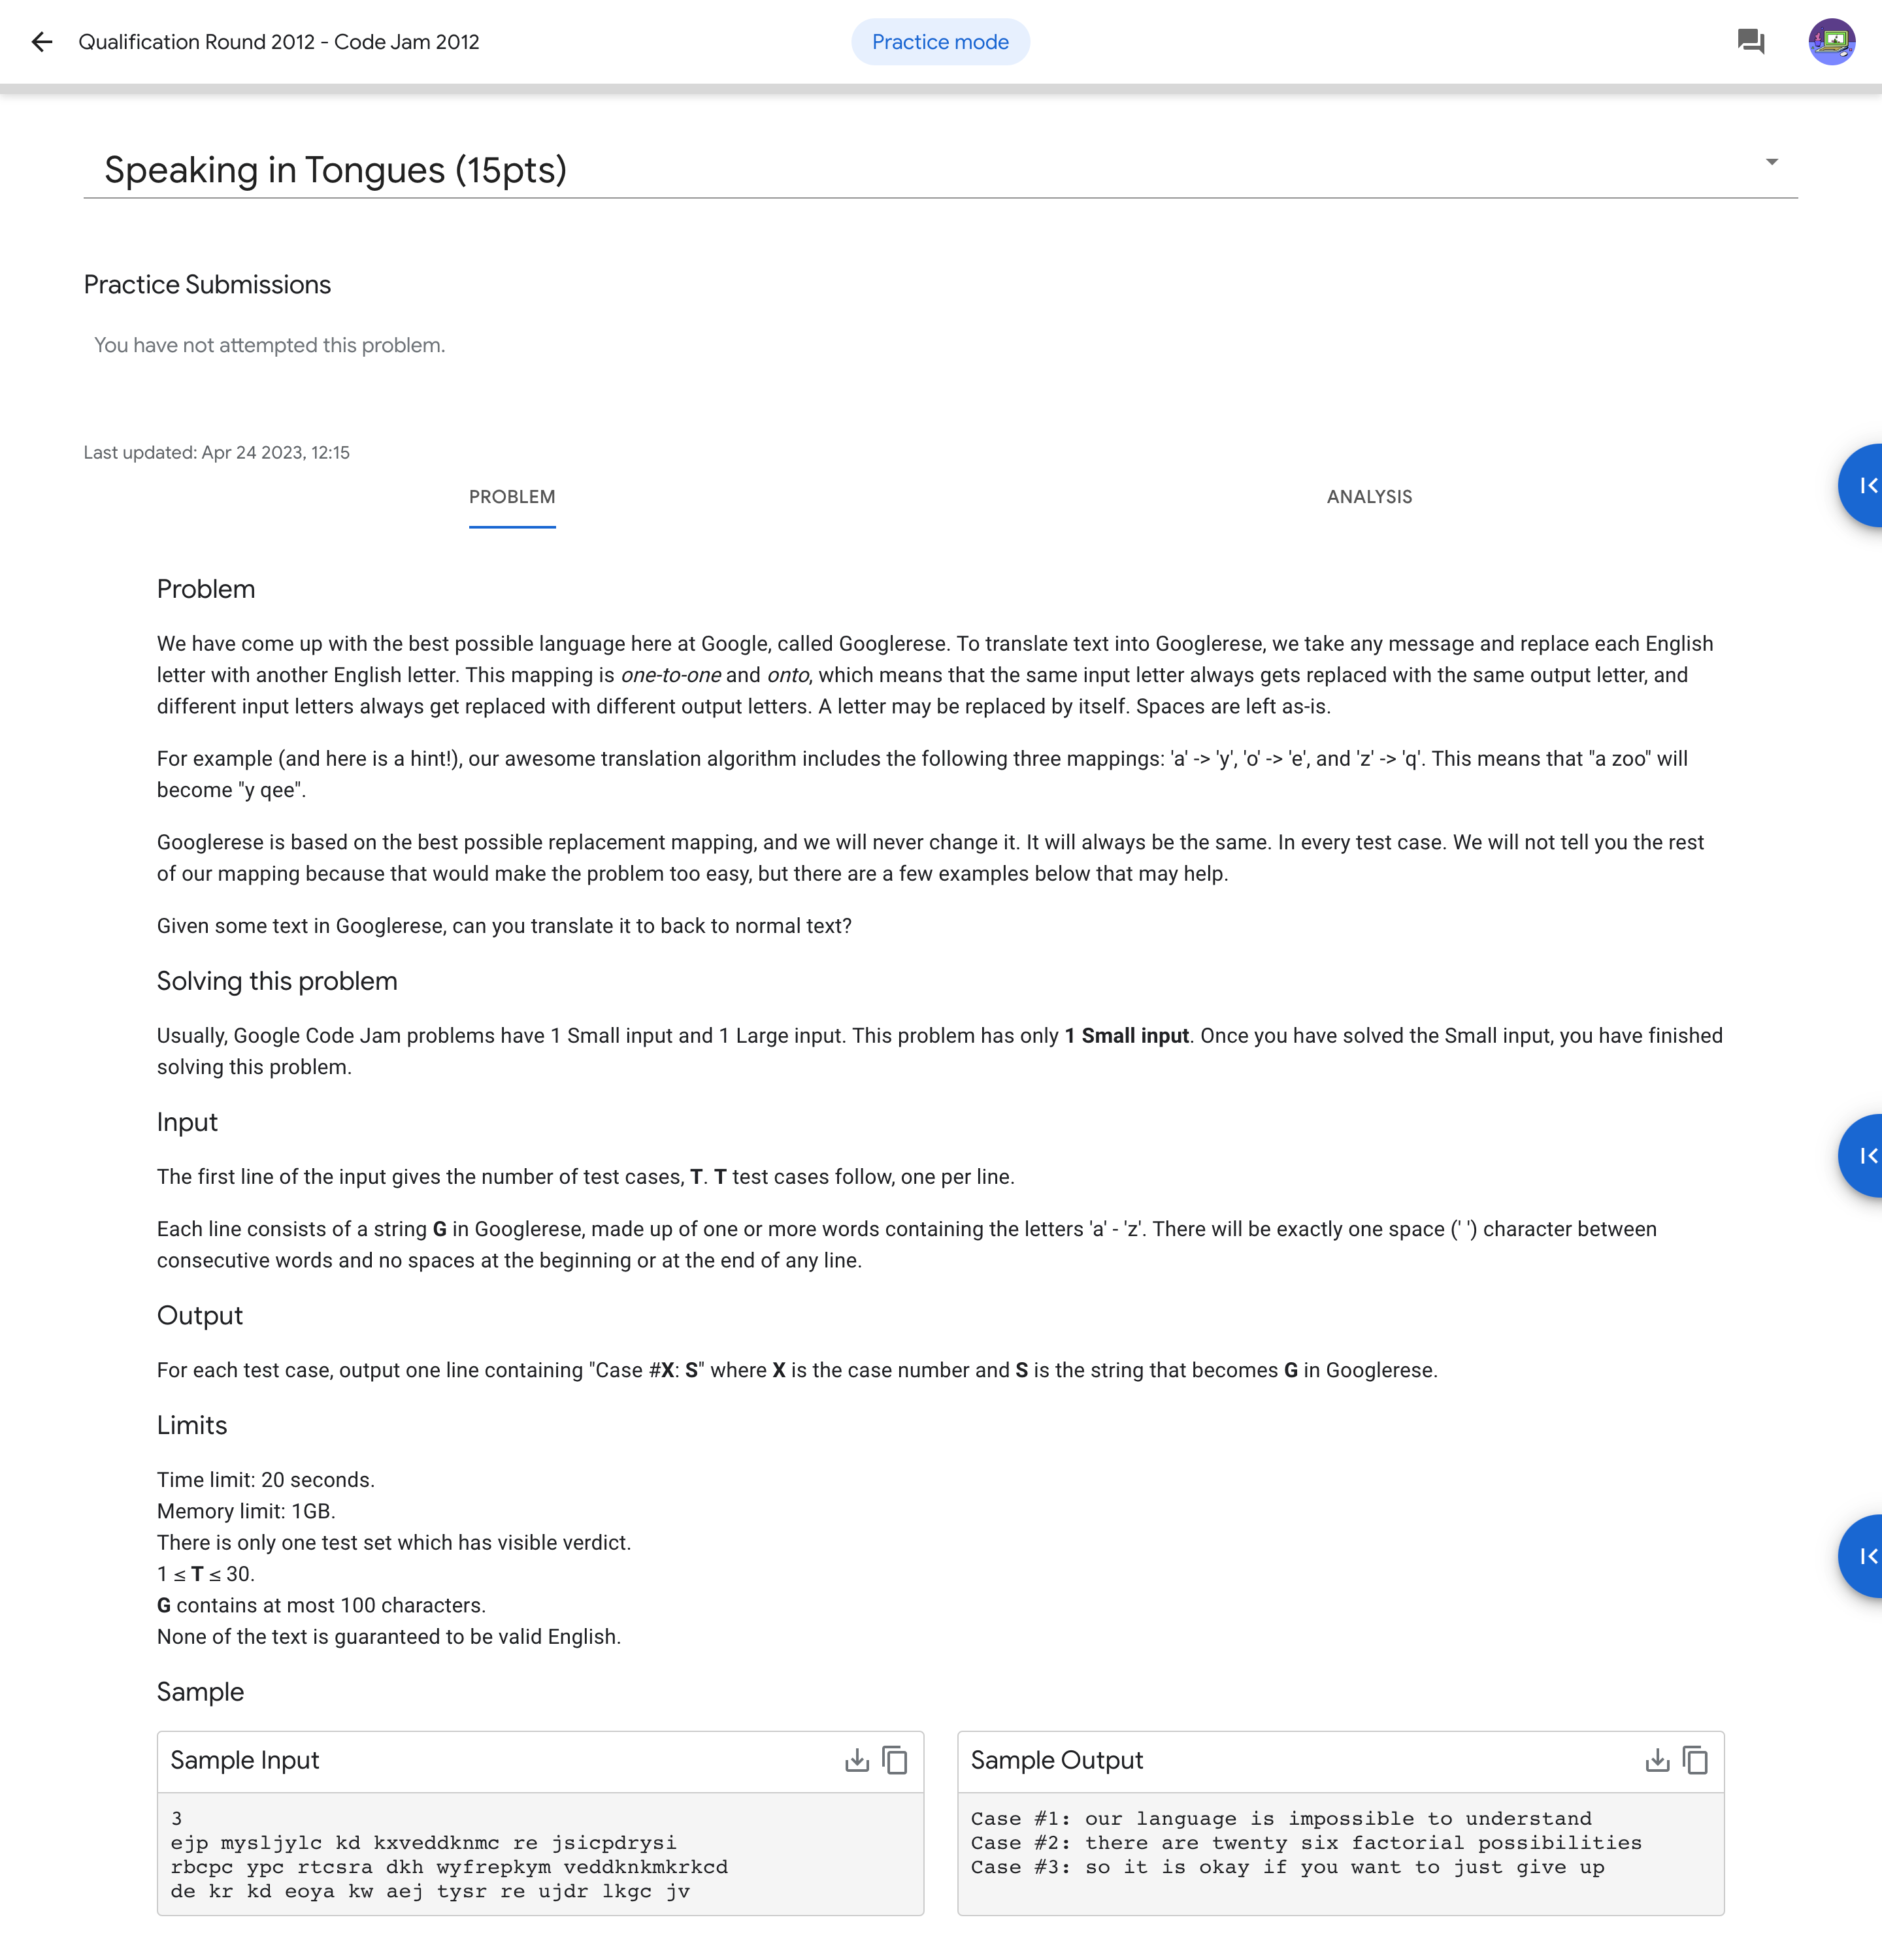 Qualification Round 2012 - Code Jam 2012
Practice mode
Speaking in Tongues (15pts)
Practice Submissions
You have not attempted this problem.
Last updated: Apr 24 2023, 12:15
PROBLEM
ANALYSIS
Problem
We have come up with the best possible language here at Google, called Googlerese. To translate text into Googlerese, we take any message and replace each English
letter with another English letter. This mapping is one-to-one and onto, which means that the same input letter always gets replaced with the same output letter, and
different input letters always get replaced with different output letters. A letter may be replaced by itself. Spaces are left as-is.
For example (and here is a hint!), our awesome translation algorithm includes the following three mappings: 'a' -> 'y', 'o' -> 'e', and 'z' -> 'q'. This means that "a zoo" will
become "y qee".
Googlerese is based on the best possible replacement mapping, and we will never change it. It will always be the same. In every test case. We will not tell you the rest
of our mapping because that would make the problem too easy, but there are a few examples below that may help.
Given some text in Googlerese, can you translate it to back to normal text?
Solving this problem
Usually, Google Code Jam problems have 1 Small input and 1 Large input. This problem has only 1 Small input. Once you have solved the Small input, you have finished
solving this problem.
Input
The first line of the input gives the number of test cases, T. T test cases follow, one per line.
Each line consists of a string G in Googlerese, made up of one or more words containing the letters 'a' - 'z'. There will be exactly one space (' ') character between
consecutive words and no spaces at the beginning or at the end of any line.
Output
For each test case, output one line containing "Case #X: S" where X is the case number and S is the string that becomes G in Googlerese.
Limits
Time limit: 20 seconds.
Memory limit: 1GB.
There is only one test set which has visible verdict.
1 ≤ T ≤ 30.
G contains at most 100 characters.
None of the text is guaranteed to be valid English.
Sample
Sample Input
3
ejp mysljylc kd kxveddknmc re jsicpdrysi
rbcpc ypc rtcsra dkh wyfrepkym veddknkmkrkcd
de kr kd eoya kw aej tysr re ujdr lkgc jv
Sample Output
Case #1: our language is impossible to understand
Case #2: there are twenty six factorial possibilities
Case #3: so it is okay if you want to just give up